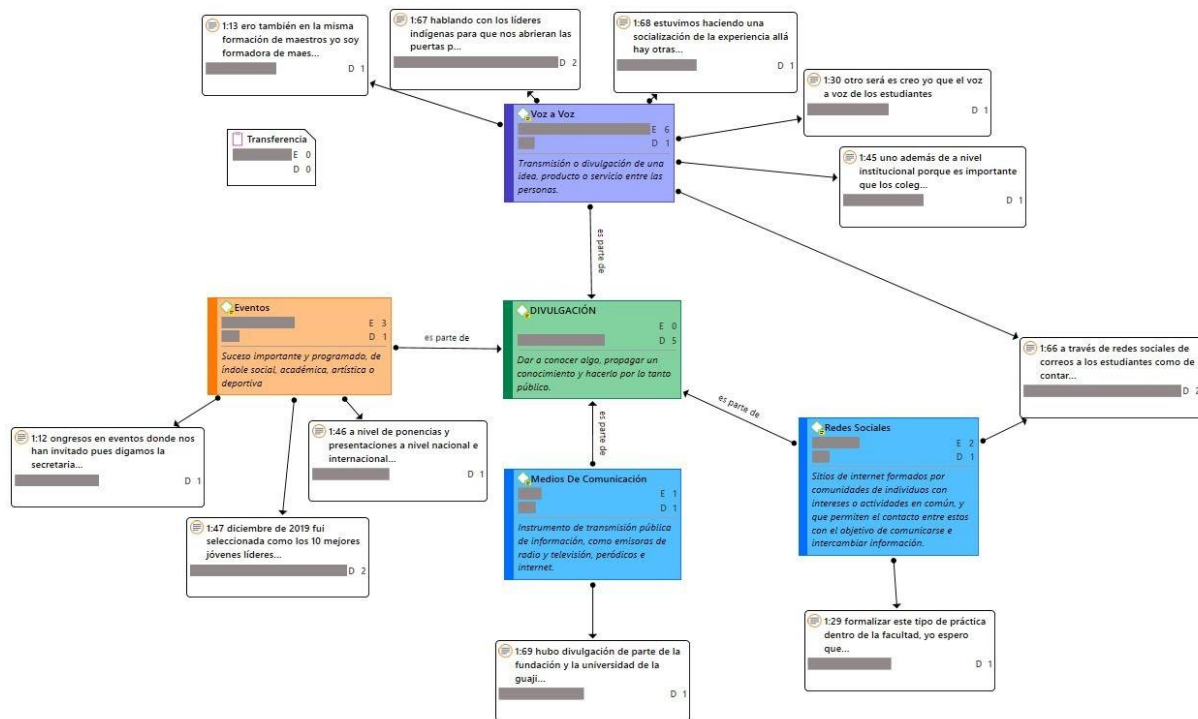 1:13 ero también en la misma
formación de maestros yo soy
formadora de maes...
D 1
1:67 hablando con los líderes
indígenas para que nos abrieran las
puertas p...
D 2
1:68 estuvimos haciendo una
socialización de la experiencia allá
hay otras...
D 1
1:30 otro será es creo yo que el voz
a voz de los estudiantes
D 1
Transferencia
E 0
D 0
Voz a Voz
E 6
D 1
Transmisión o divulgación de una
idea, producto o servicio entre las
personas.
1:45 uno además de a nivel
institucional porque es importante
que los coleg...
D 1
es parte de
Eventos
E 3
D 1
Suceso importante y programado, de
índole social, académica, artística o
deportiva
es parte de
DIVULGACIÓN
E 0
D 5
Dar a conocer algo, propagar un
conocimiento y hacerlo por lo tanto
público.
1:66 a través de redes sociales de
correos a los estudiantes como de
contar...
D 2
es parte de
es parte de
1:12 ongresos en eventos donde nos
han invitado pues digamos la
secretaria...
D 1
1:46 a nivel de ponencias y
presentaciones a nivel nacional e
internacional...
D 1
1:47 diciembre de 2019 fui
seleccionada como los 10 mejores
jóvenes líderes...
D 2
Medios De Comunicación
E 1
D 1
Instrumento de transmisión pública
de información, como emisoras de
radio y televisión, periódicos e
internet.
Redes Sociales
E 2
D 1
Sitios de internet formados por
comunidades de individuos con
intereses o actividades en común, y
que permiten el contacto entre estos
con el objetivo de comunicarse e
intercambiar información.
1:69 hubo divulgación de parte de la
fundación y la universidad de la
guaji...
D 1
1:29 formalizar este tipo de práctica
dentro de la facultad, yo espero
que...
D 1